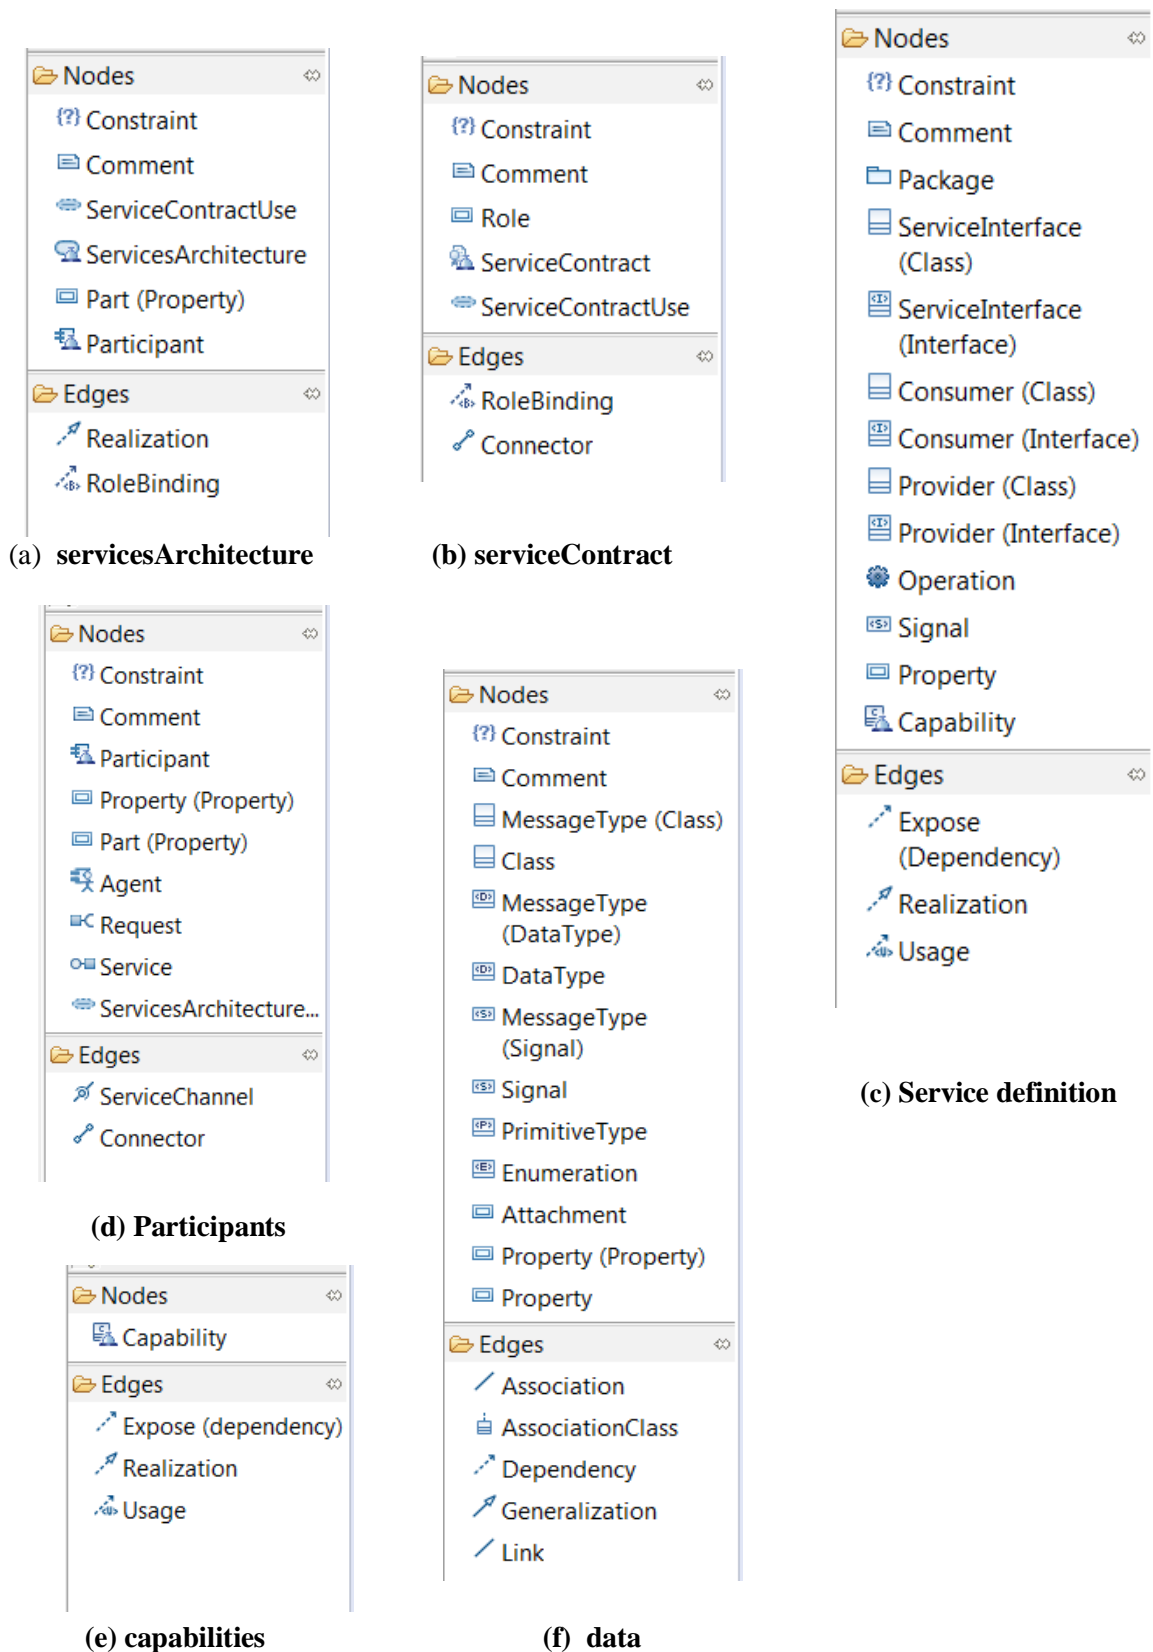 Nodes
{?} Constraint
Comment
ServiceContractUse
ServicesArchitecture
Part (Property)
Participant
Edges
Realization
<B> RoleBinding
(a) servicesArchitecture
Nodes
{?} Constraint
Comment
Role
ServiceContract
ServiceContractUse
Edges
<B> RoleBinding
Connector
(b) serviceContract
Nodes
{?} Constraint
Comment
Package
ServiceInterface
(Class)
<I> ServiceInterface
(Interface)
Consumer (Class)
<I> Consumer (Interface)
Provider (Class)
<I> Provider (Interface)
Operation
<S> Signal
Property
C Capability
Edges
Expose
(Dependency)
Realization
<U> Usage
(c) Service definition
Nodes
{?} Constraint
Comment
Participant
Property (Property)
Part (Property)
Agent
Request
Service
ServicesArchitecture...
Edges
ServiceChannel
Connector
(d) Participants
Nodes
C Capability
Edges
Expose (dependency)
Realization
<U> Usage
(e) capabilities
Nodes
{?} Constraint
Comment
MessageType (Class)
Class
<D> MessageType
(DataType)
<D> DataType
<S> MessageType
(Signal)
<S> Signal
<P> PrimitiveType
<E> Enumeration
Attachment
Property (Property)
Property
Edges
Association
AssociationClass
Dependency
Generalization
Link
(f) data